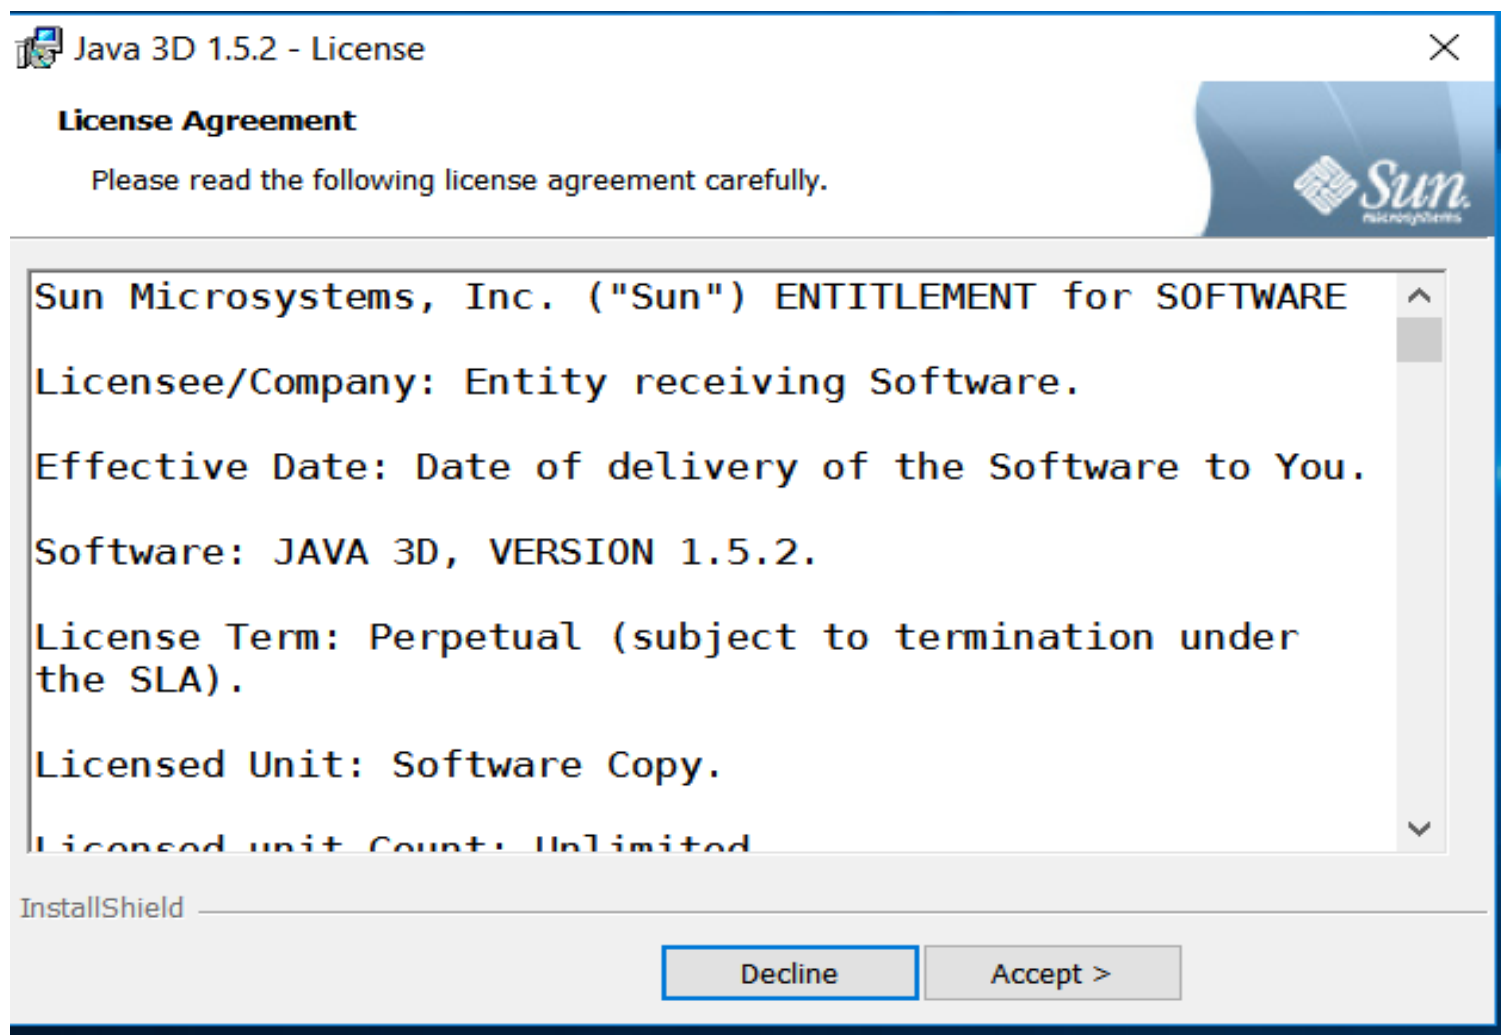 Java 3D 1.5.2 - License
License Agreement
Please read the following license agreement carefully.
Sun
microsystems
Sun Microsystems, Inc. ("Sun") ENTITLEMENT for SOFTWARE
Licensee/Company: Entity receiving Software.
Effective Date: Date of delivery of the Software to You.
Software: JAVA 3D, VERSION 1.5.2.
License Term: Perpetual (subject to termination under
the SLA).
Licensed Unit: Software Copy.
Licensed unit Count: Unlimited
InstallShield
Decline
Accept >